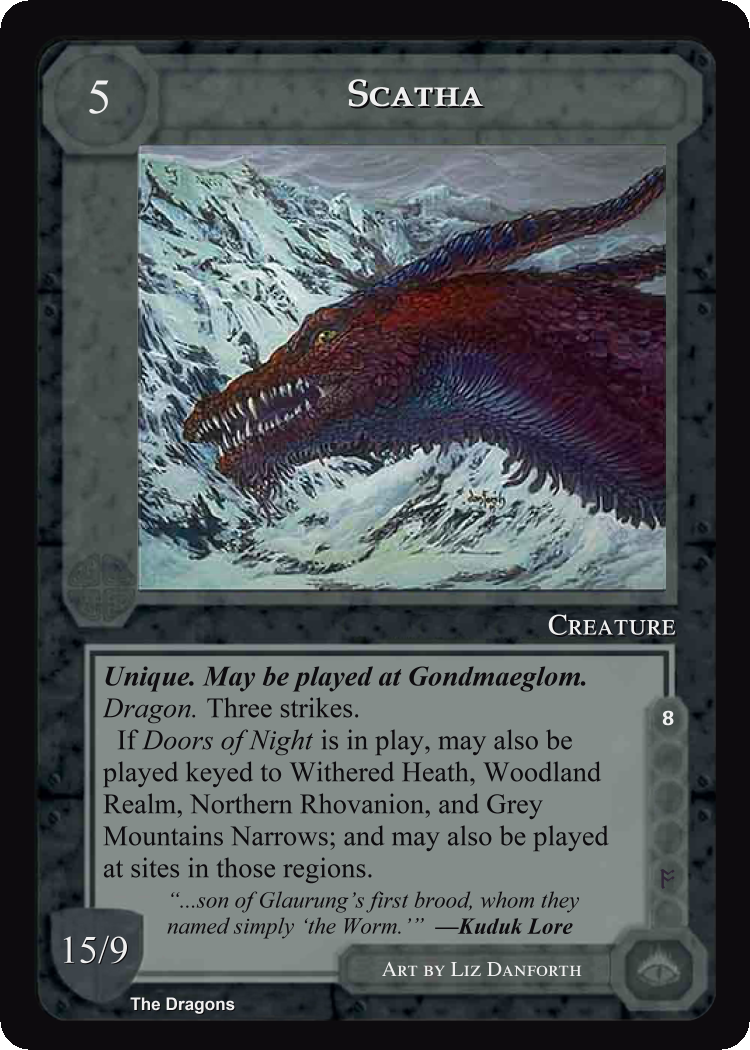 5
Scatha
danforth
Creature
Unique. May be played at Gondmaeglom.
Dragon. Three strikes.
If Doors of Night is in play, may also be
played keyed to Withered Heath, Woodland
Realm, Northern Rhovanion, and Grey
Mountains Narrows; and may also be played
at sites in those regions.
“...son of Glaurung’s first brood, whom they
named simply ‘the Worm.’” —Kuduk Lore
8
15/9
Art by Liz Danforth
The Dragons